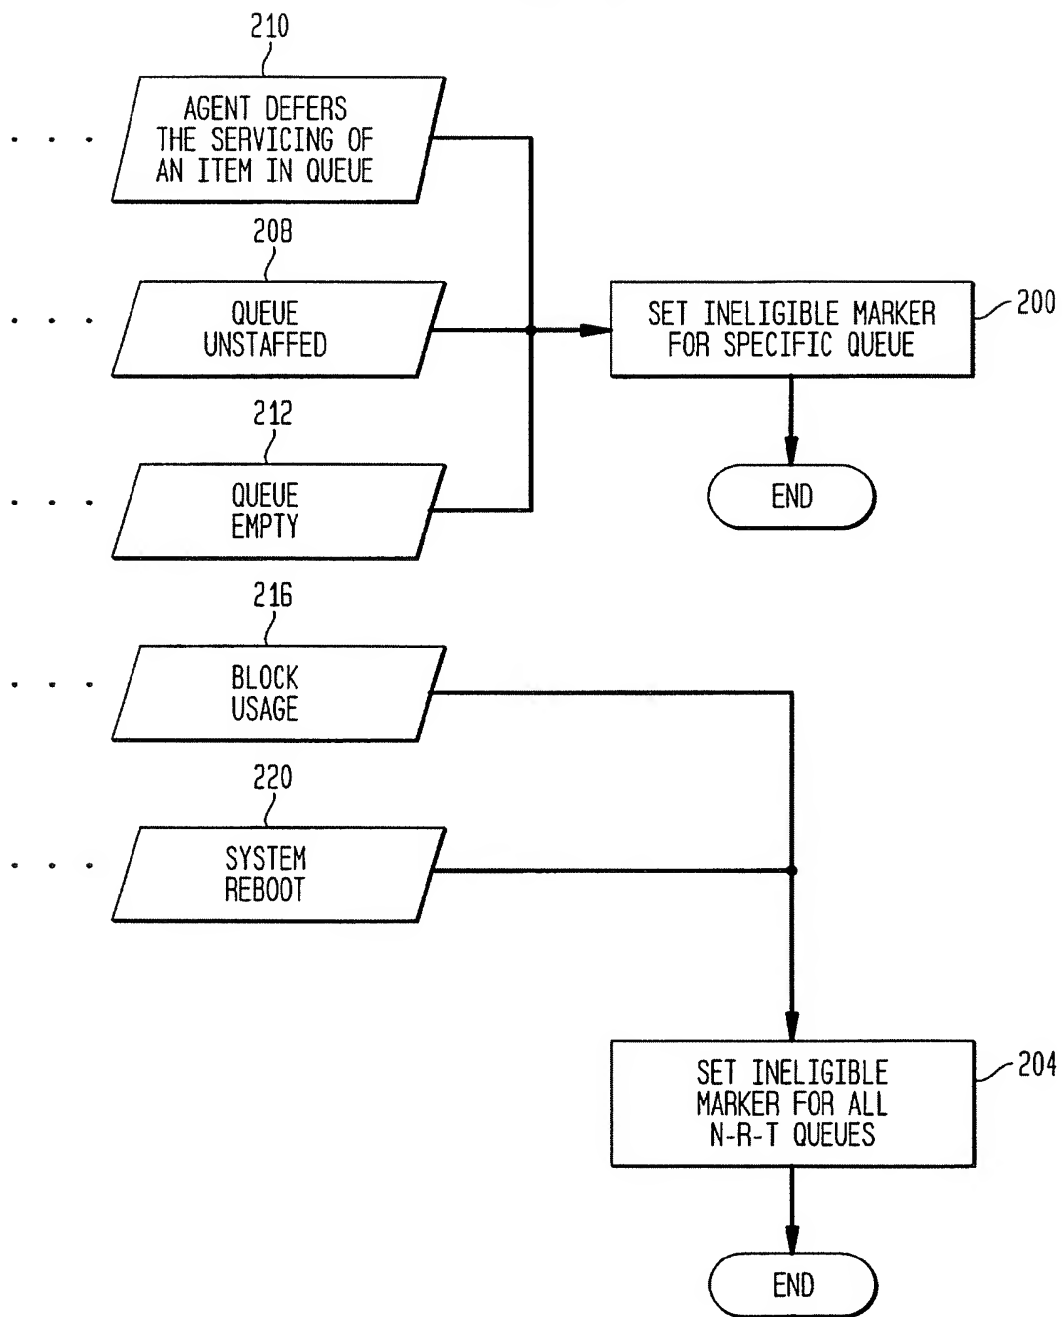 210
AGENT DEFERS
THE SERVICING OF
AN ITEM IN QUEUE
208
QUEUE
UNSTAFFED
SET INELIGIBLE MARKER
FOR SPECIFIC QUEUE
200
212
QUEUE
EMPTY
END
216
BLOCK
USAGE
220
SYSTEM
REBOOT
SET INELIGIBLE
MARKER FOR ALL
N-R-T QUEUES
204
END